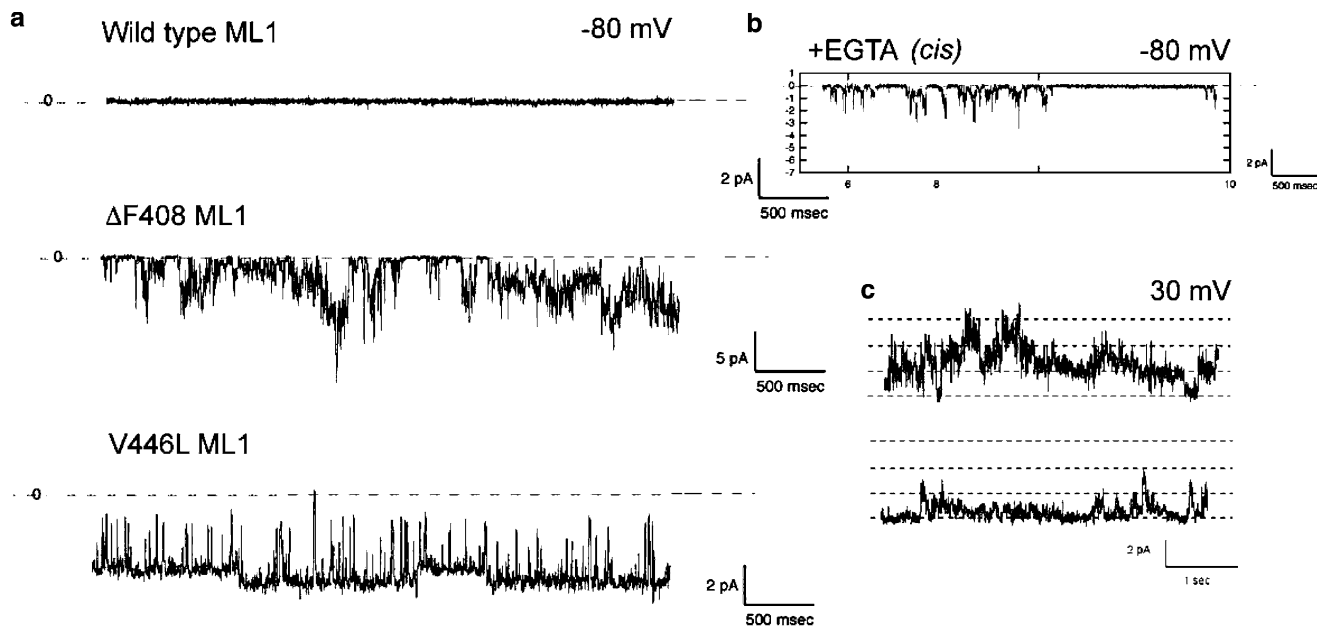 a
Wild type ML1
-80 mV
0
2 pA
500 msec
ΔF408 ML1
0
5 pA
500 msec
V446L ML1
0
2 pA
500 msec
b
+EGTA (cis)
-80 mV
1
0
-1
-2
-3
-4
-5
-6
-7
6
8
10
2 pA
500 msec
c
30 mV
2 pA
1 sec